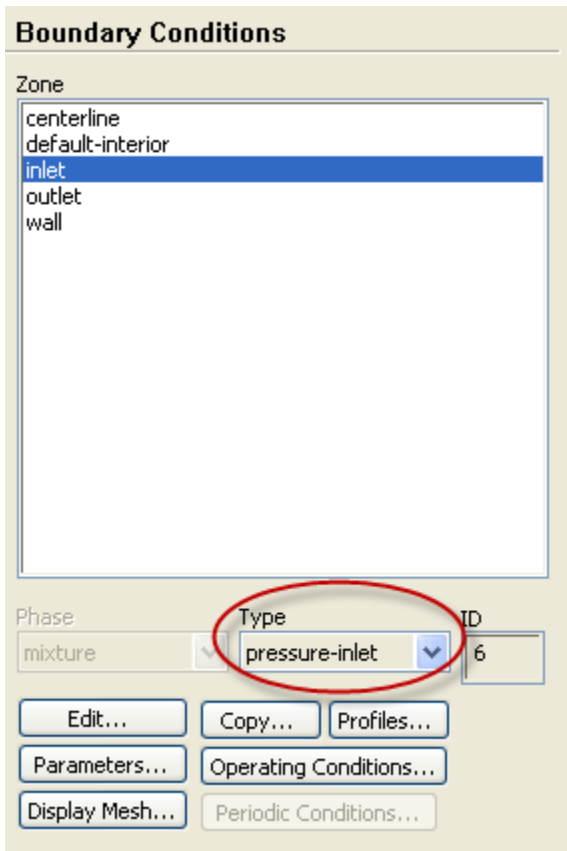 Boundary Conditions
Zone
centerline
default-interior
inlet
outlet
wall
Phase Type ID
mixture pressure-inlet 6
Edit... Copy... Profiles...
Parameters... Operating Conditions...
Display Mesh... Periodic Conditions...